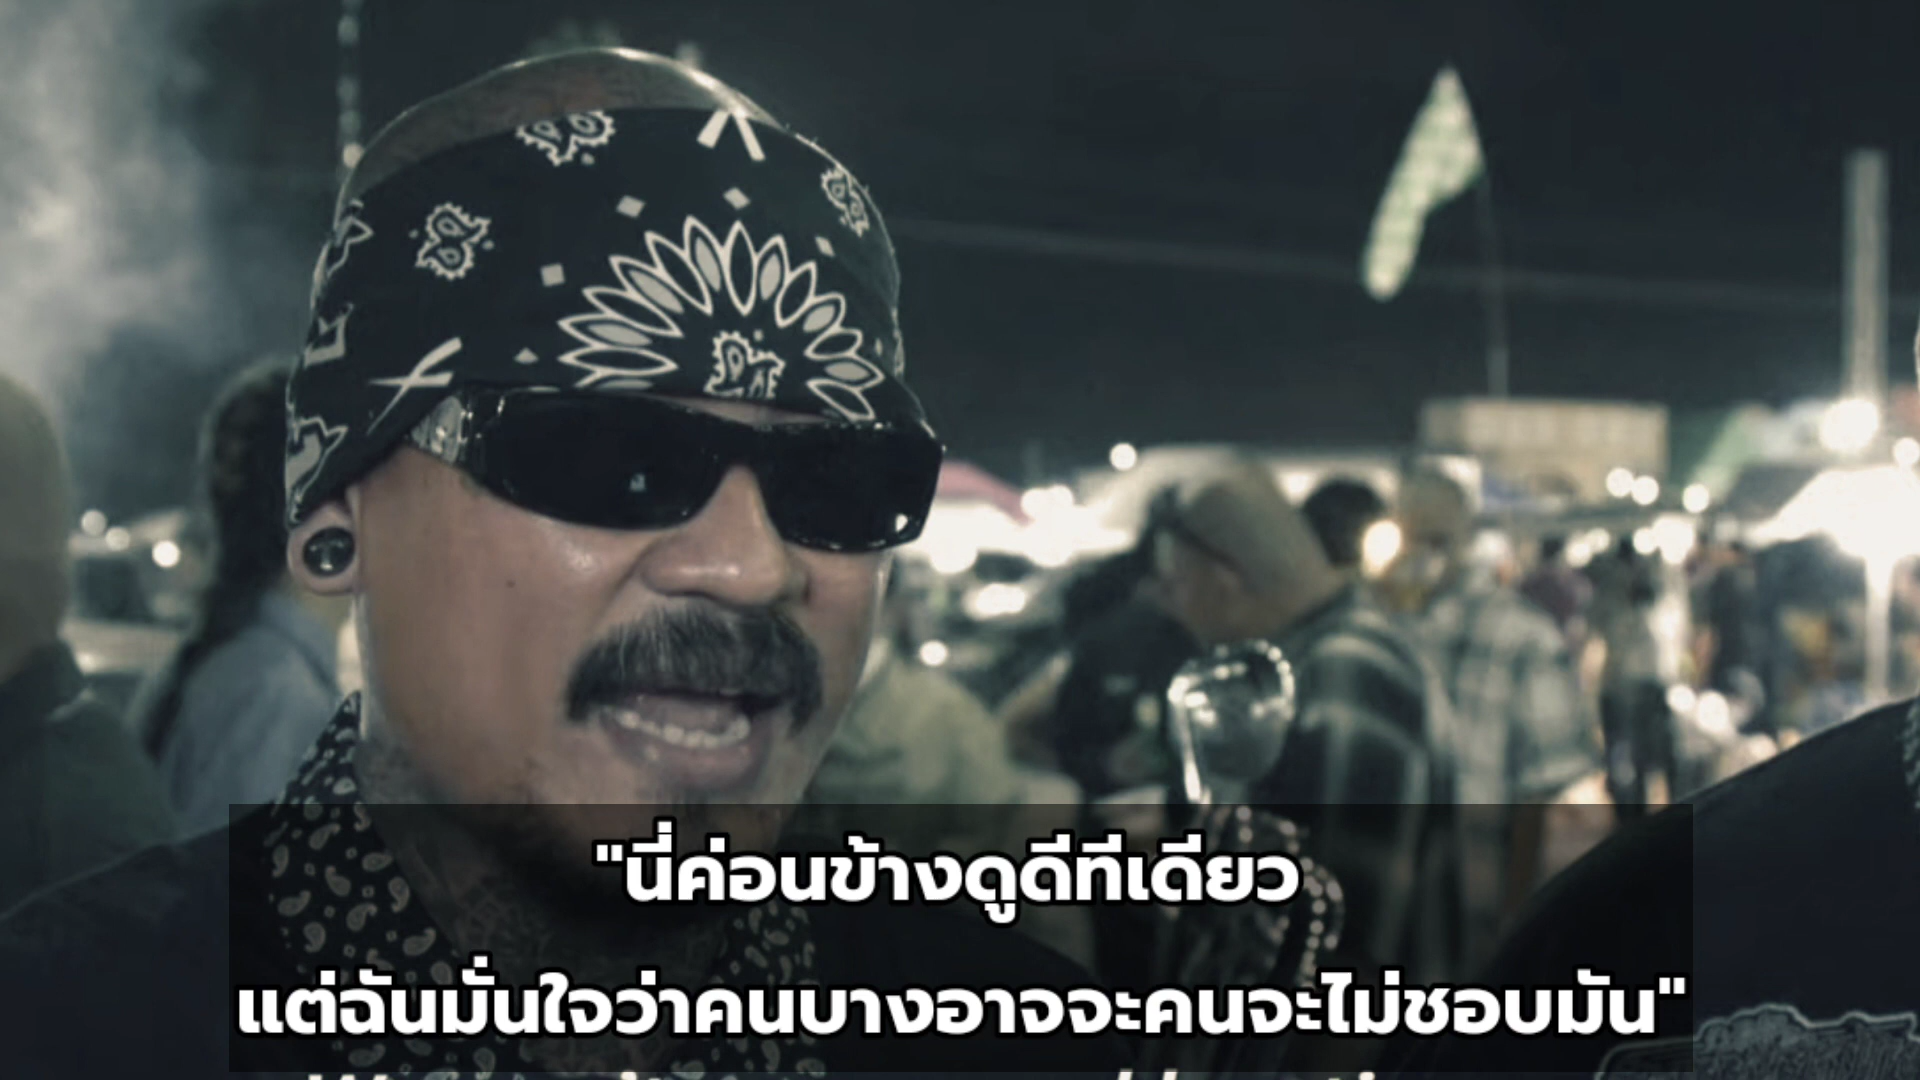 "นี่ค่อนข้างดูดีทีเดียว
แต่ฉันมั่นใจว่าคนบางอาจจะคนจะไม่ชอบมัน"